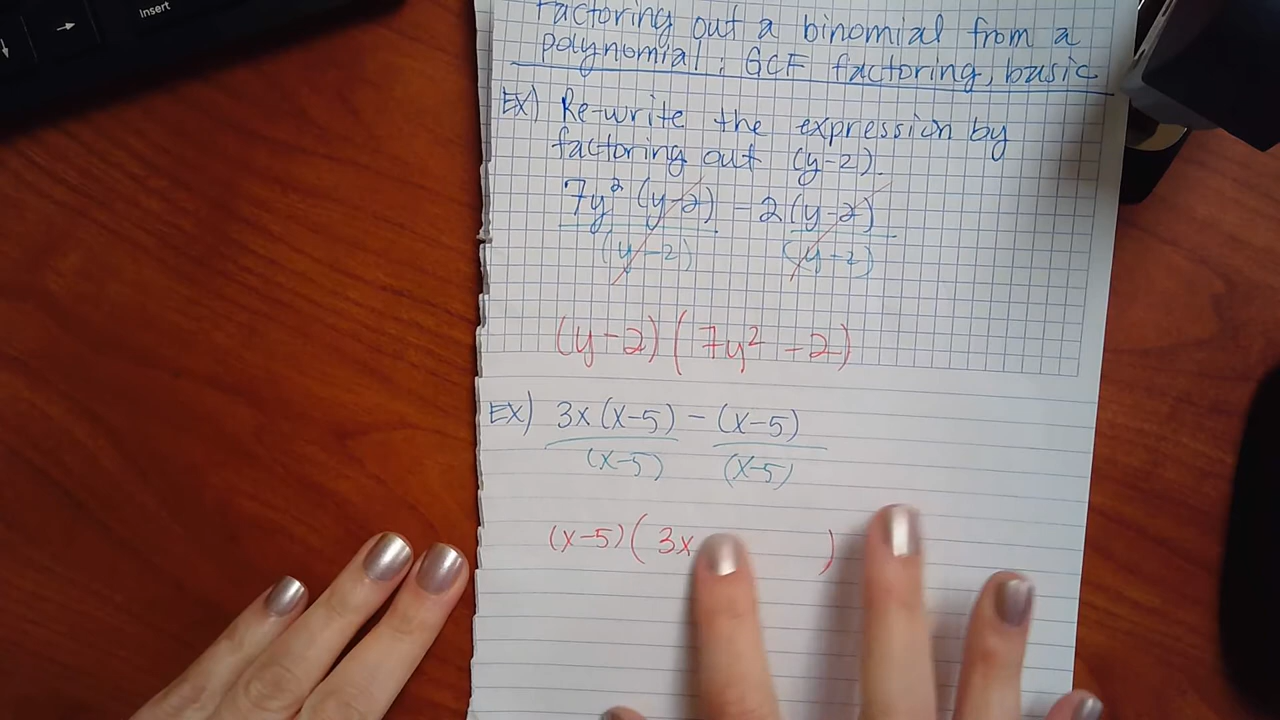 Insert
Factoring out a binomial from a
polynomial: GCF factoring, basic
EX) Re-write the expression by
factoring out (y-2).
7y² (y-2) - 2(y-2)
(y-2) (y-2)
(y-2)(7y² - 2)
EX) 3x(x-5) - (x-5)
(x-5) (x-5)
(x-5)(3x )